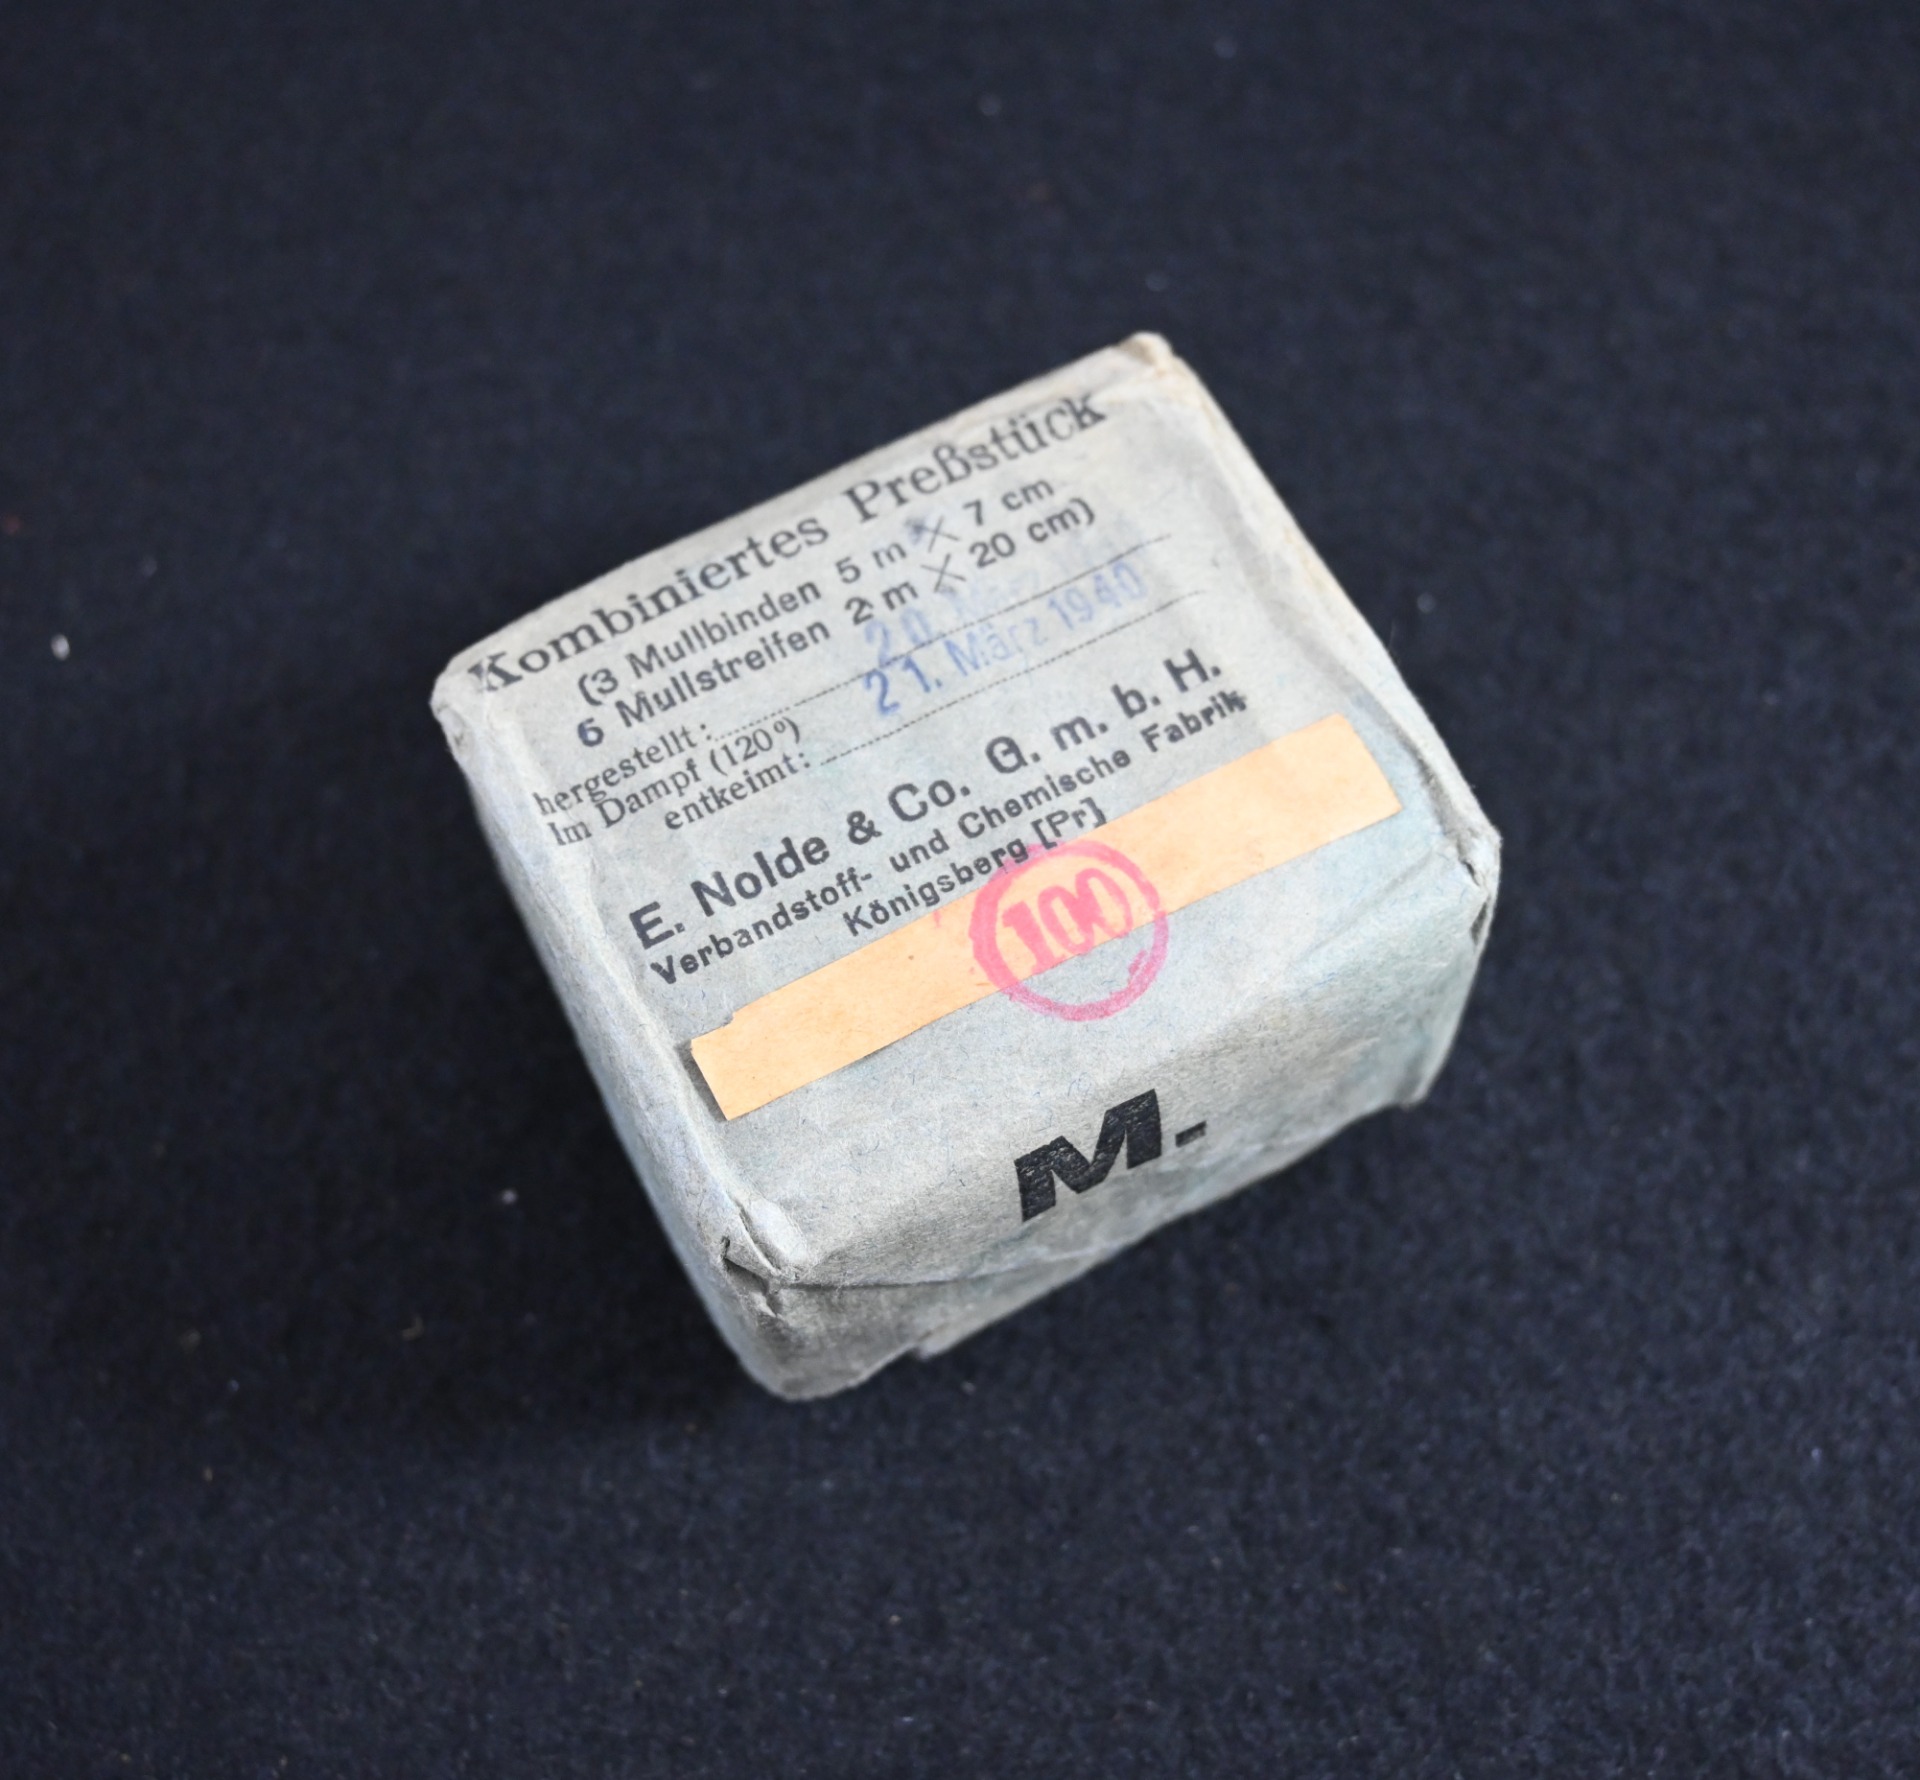 Kombiniertes Preßstück
(3 Mullbinden 5 m × 7 cm
6 Mullstreifen 2 m × 20 cm)
hergestellt: 20. März
Im Dampf (120°)
entkeimt: 21. März 1940
E. Nolde & Co. G. m. b. H.
Verbandstoff- und Chemische Fabrik
Königsberg [Pr]
100
M.